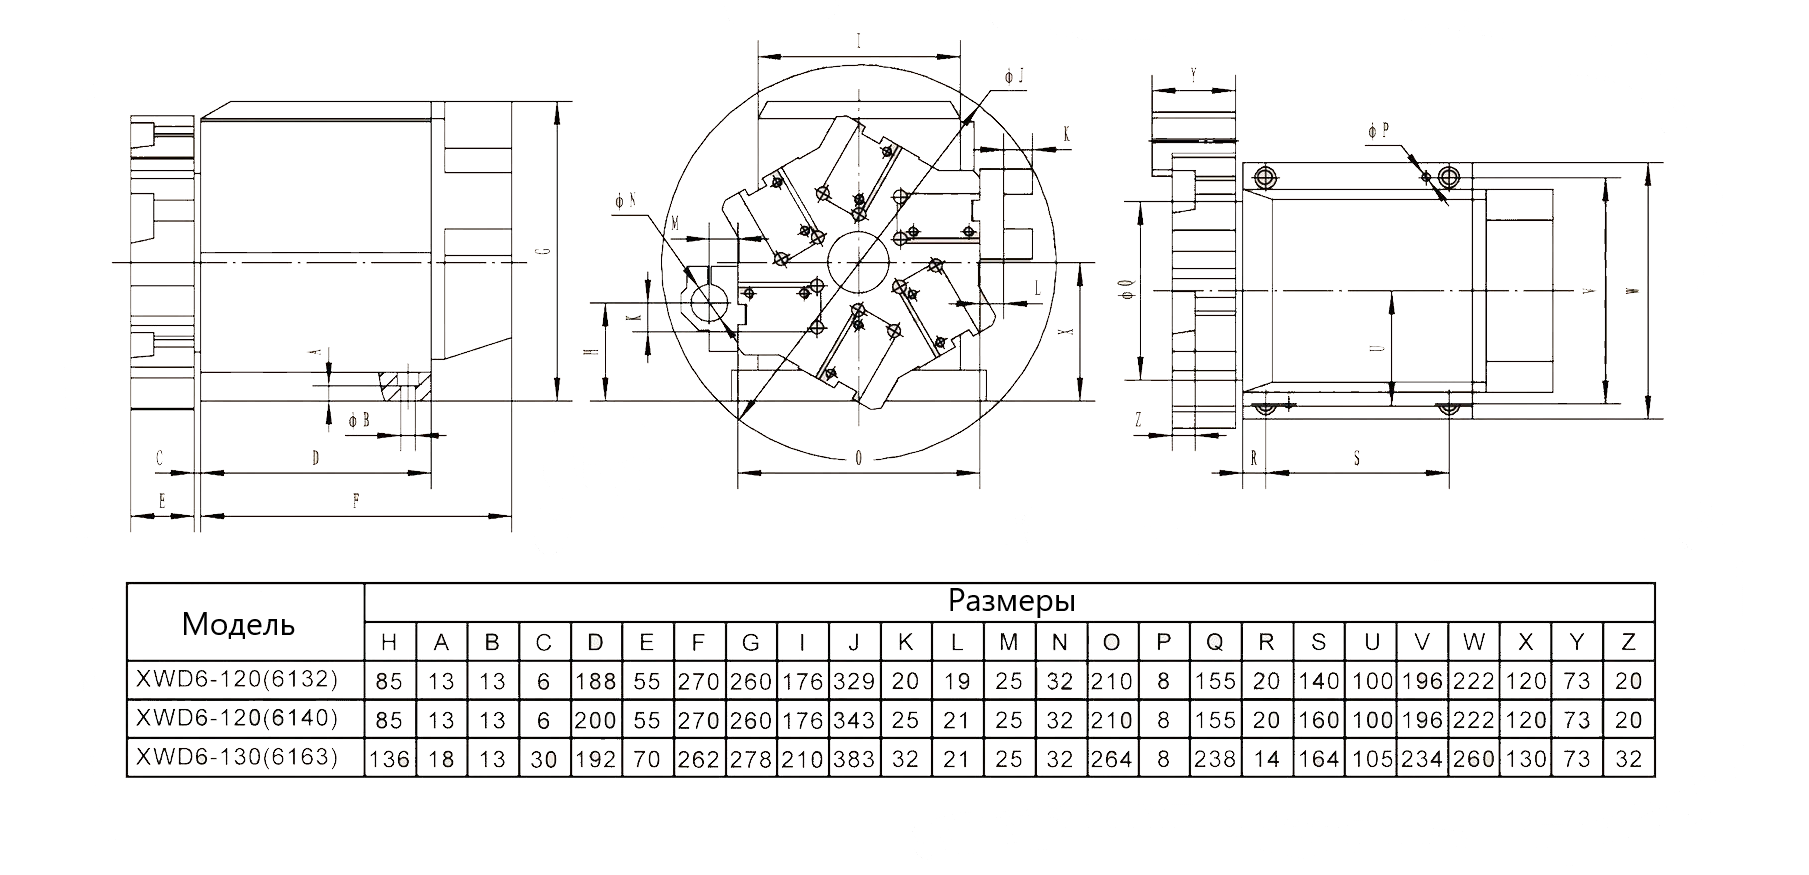 I
ϕJ
Y
K
ϕP
ϕN
M
G
ϕQ
L
V
W
K
X
U
H
A
ϕB
Z
C
D
O
R
S
E
F
Модель
Размеры
H A B C D E F G I J K L M N O P Q R S U V W X Y Z
XWD6-120(6132) 85 13 13 6 188 55 270 260 176 329 20 19 25 32 210 8 155 20 140 100 196 222 120 73 20
XWD6-120(6140) 85 13 13 6 200 55 270 260 176 343 25 21 25 32 210 8 155 20 160 100 196 222 120 73 20
XWD6-130(6163) 136 18 13 30 192 70 262 278 210 383 32 21 25 32 264 8 238 14 164 105 234 260 130 73 32